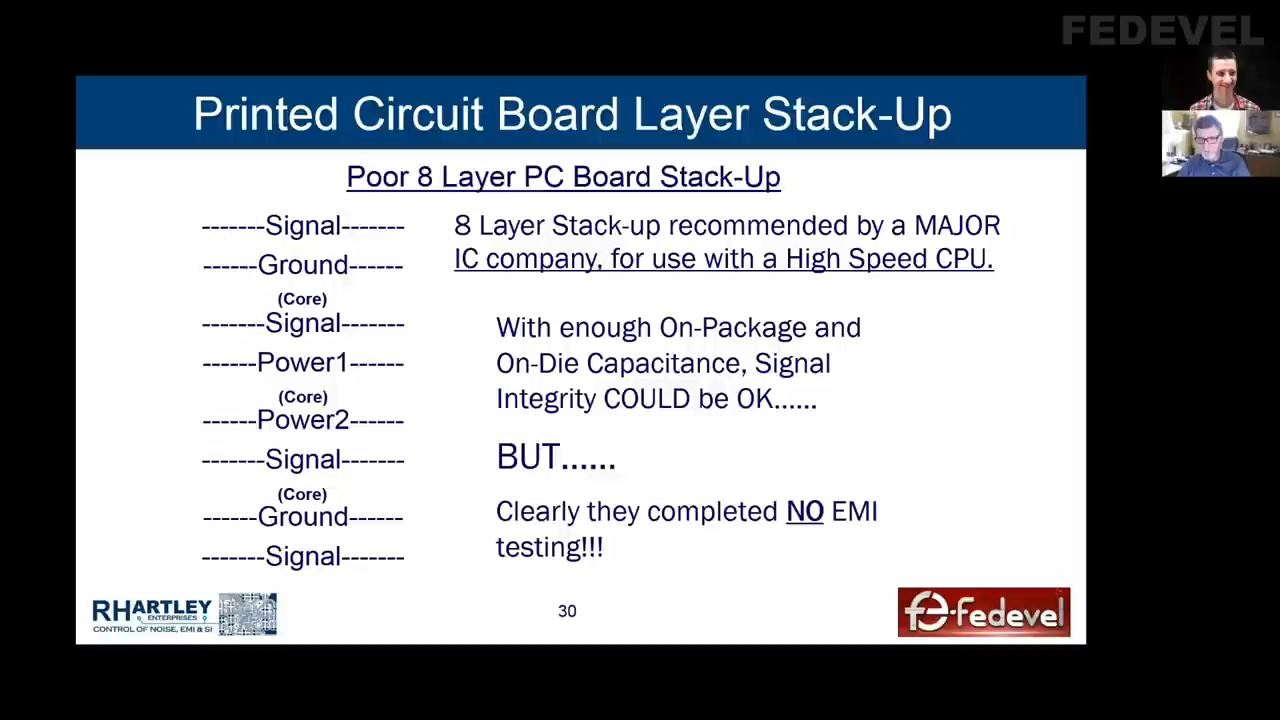 FEDEVEL
Printed Circuit Board Layer Stack-Up
Poor 8 Layer PC Board Stack-Up
-------Signal-------
------Ground------
(Core)
-------Signal-------
------Power1------
(Core)
------Power2------
-------Signal-------
(Core)
------Ground------
-------Signal-------
8 Layer Stack-up recommended by a MAJOR
IC company, for use with a High Speed CPU.
With enough On-Package and
On-Die Capacitance, Signal
Integrity COULD be OK......
BUT......
Clearly they completed NO EMI
testing!!!
RHARTLEY
ENTERPRISES
CONTROL OF NOISE, EMI & SI
30
fedevel